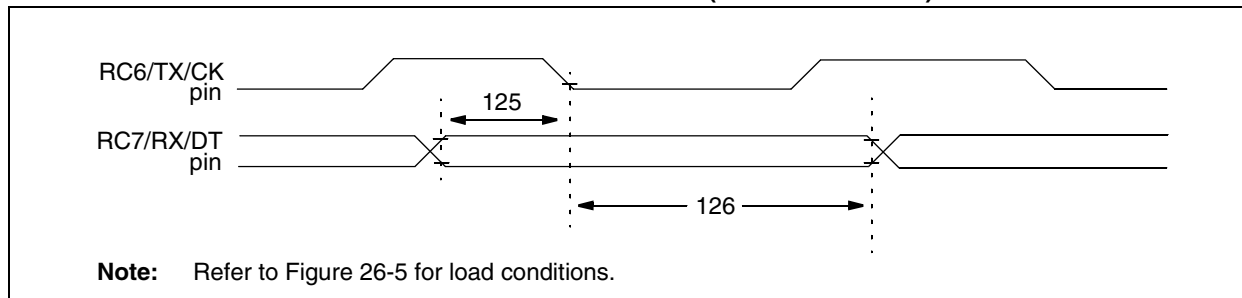 RC6/TX/CK
pin
125
RC7/RX/DT
pin
126
Note: Refer to Figure 26-5 for load conditions.